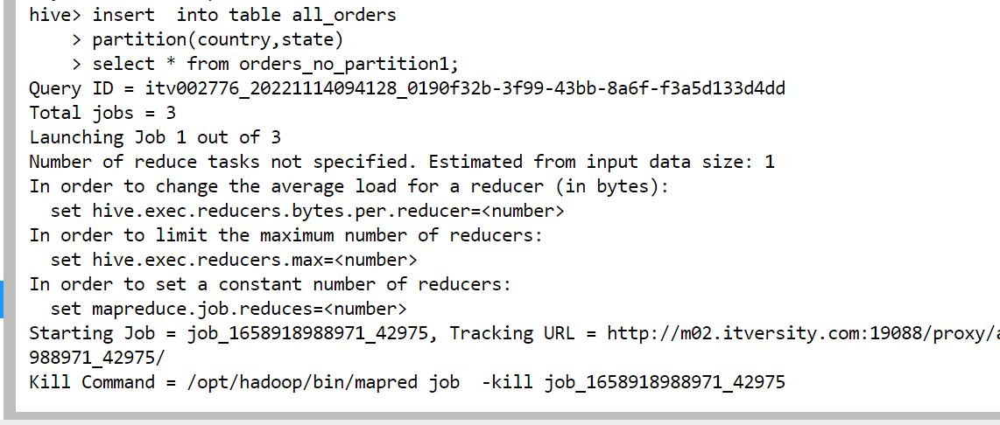 hive> insert  into table all_orders
    > partition(country,state)
    > select * from orders_no_partition1;
Query ID = itv002776_20221114094128_0190f32b-3f99-43bb-8a6f-f3a5d133d4dd
Total jobs = 3
Launching Job 1 out of 3
Number of reduce tasks not specified. Estimated from input data size: 1
In order to change the average load for a reducer (in bytes):
  set hive.exec.reducers.bytes.per.reducer=<number>
In order to limit the maximum number of reducers:
  set hive.exec.reducers.max=<number>
In order to set a constant number of reducers:
  set mapreduce.job.reduces=<number>
Starting Job = job_1658918988971_42975, Tracking URL = http://m02.itversity.com:19088/proxy/
988971_42975/
Kill Command = /opt/hadoop/bin/mapred job  -kill job_1658918988971_42975